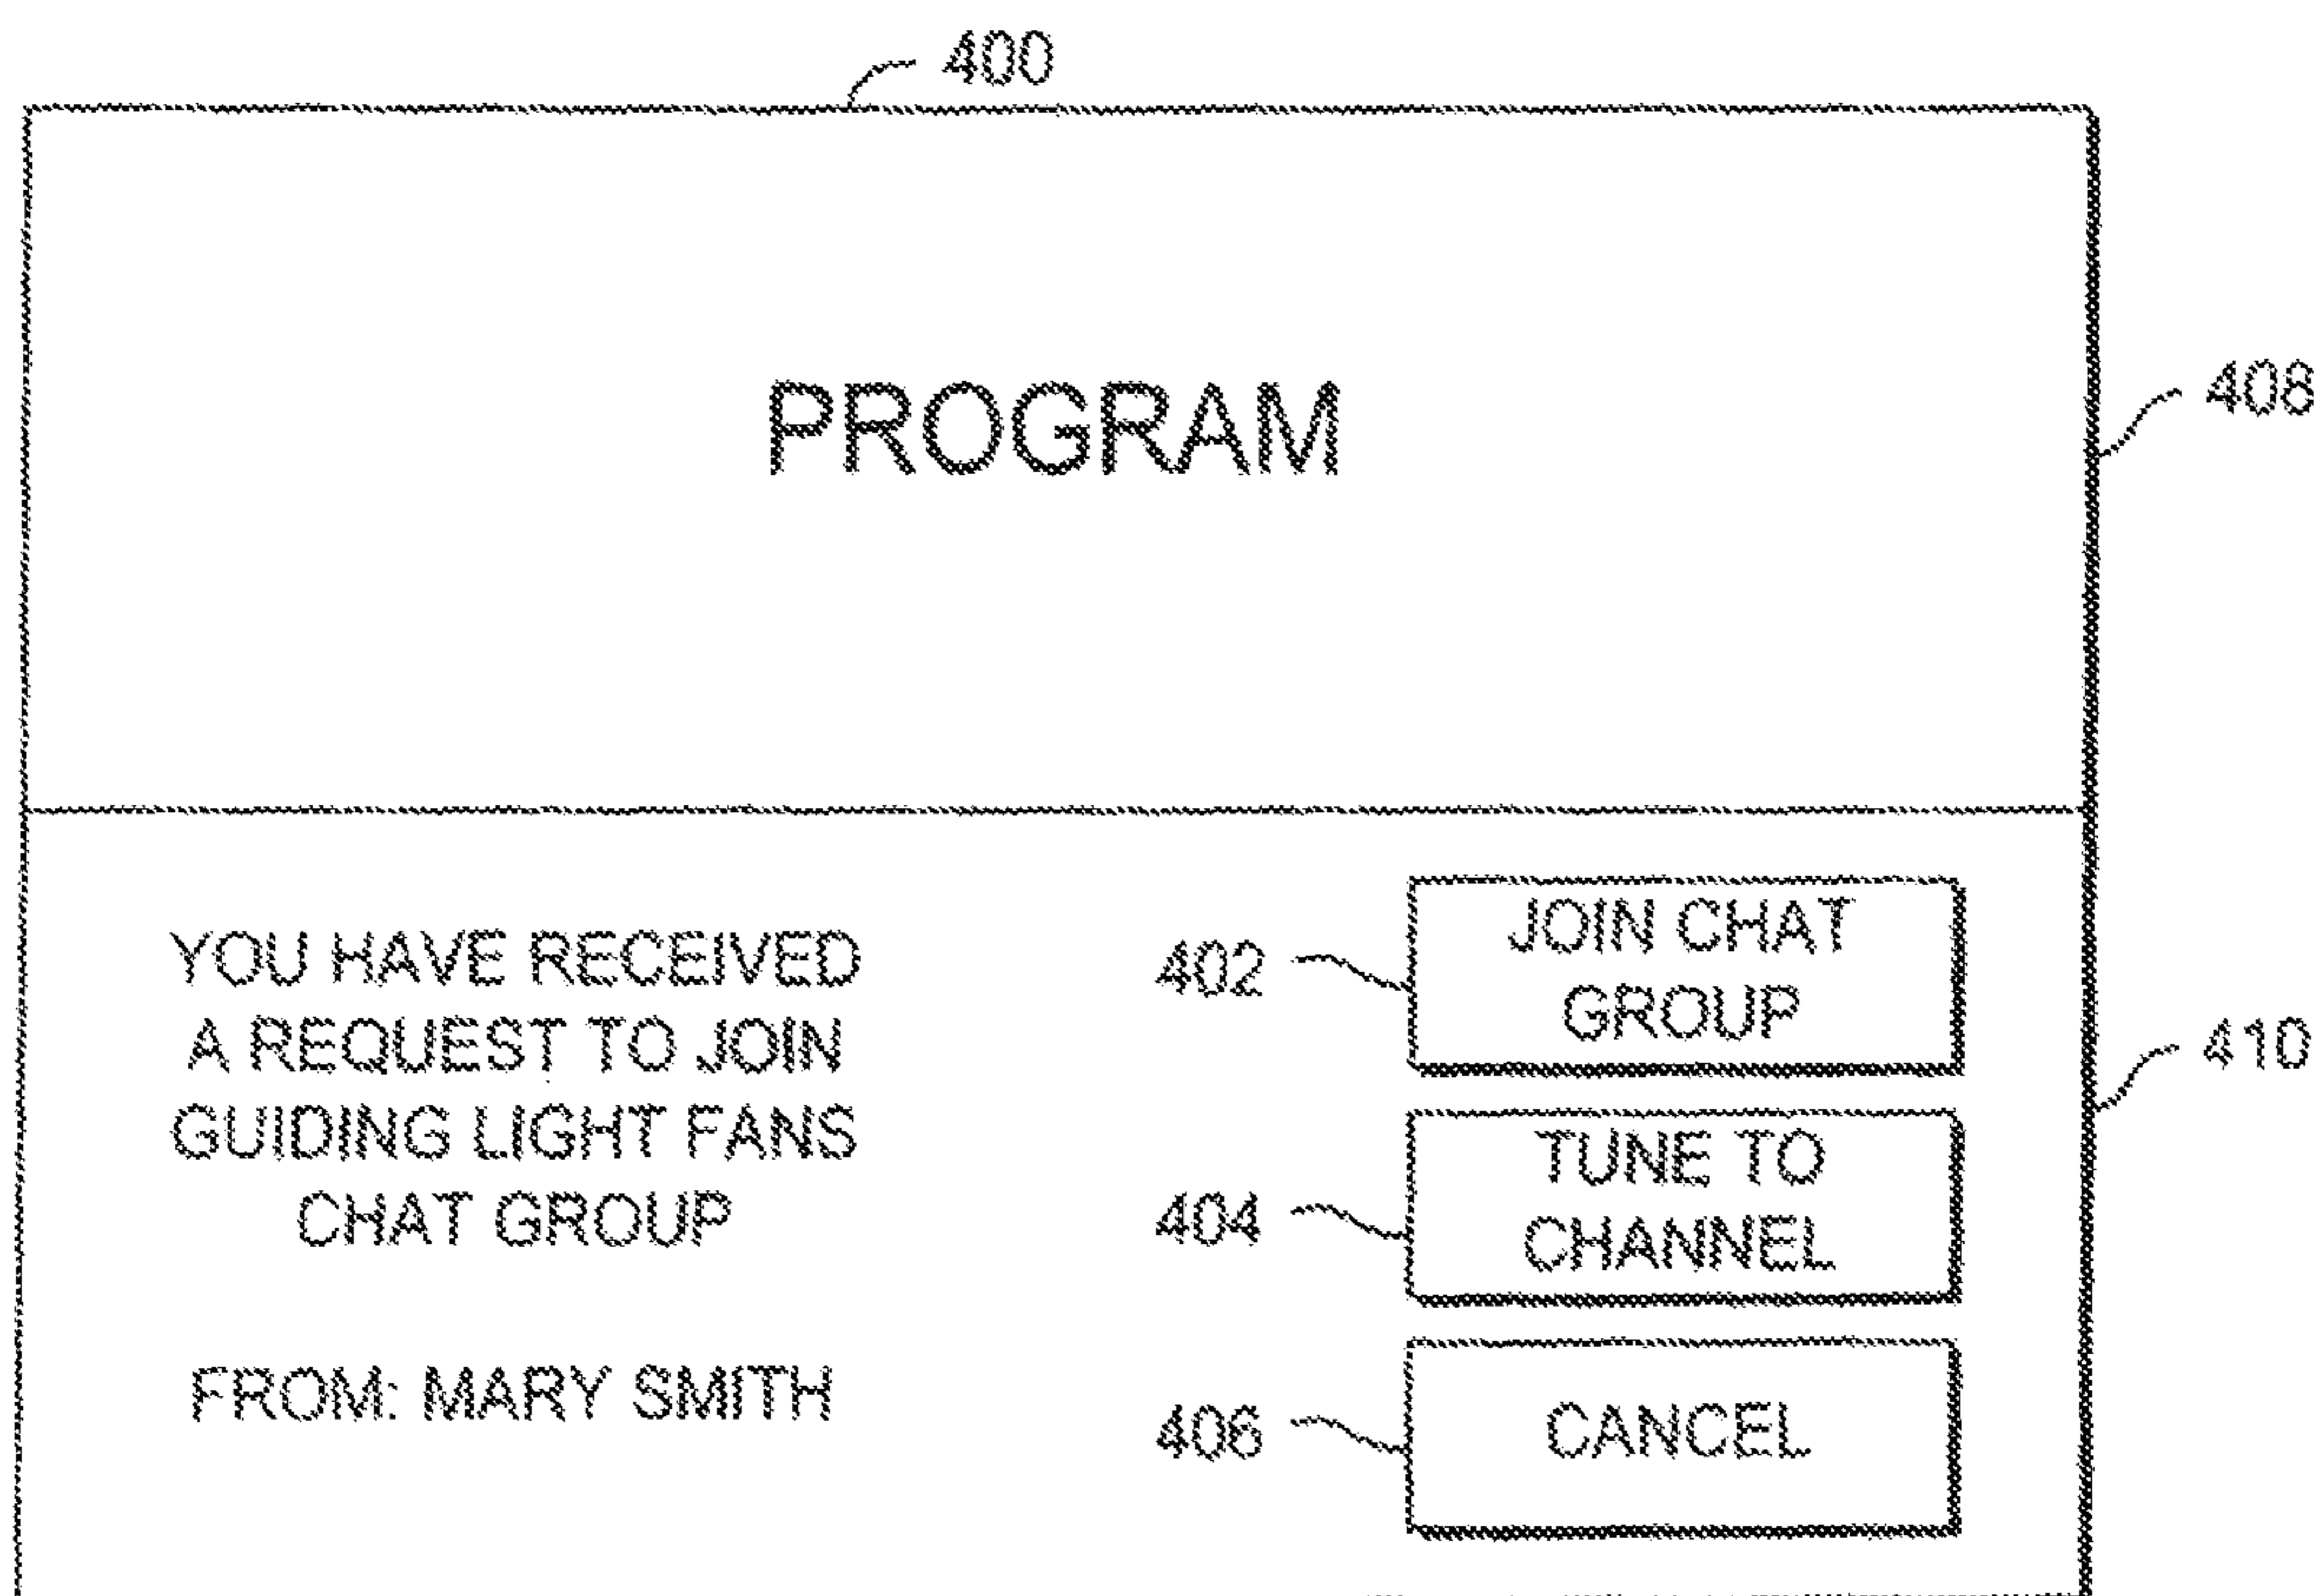 400
PROGRAM
408
YOU HAVE RECEIVED
A REQUEST TO JOIN
GUIDING LIGHT FANS
CHAT GROUP
FROM: MARY SMITH
402
JOIN CHAT
GROUP
410
404
TUNE TO
CHANNEL
406
CANCEL